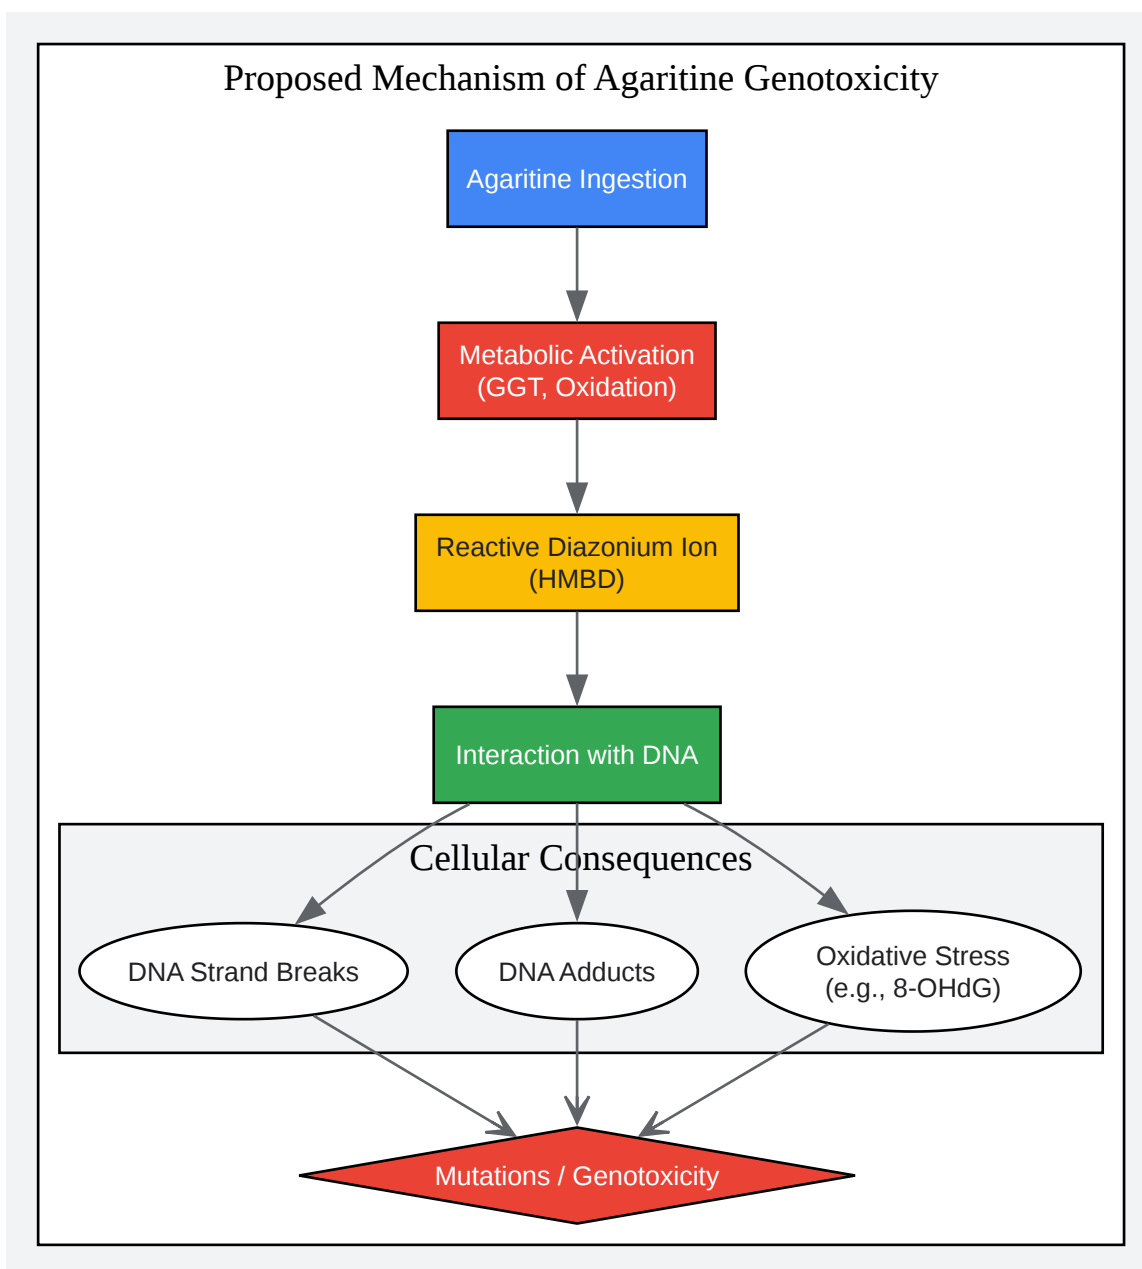 Proposed Mechanism of Agaritine Genotoxicity
Agaritine Ingestion
Metabolic Activation
(GGT, Oxidation)
Reactive Diazonium Ion
(HMBD)
Interaction with DNA
Cellular Consequences
DNA Strand Breaks
DNA Adducts
Oxidative Stress
(e.g., 8-OHdG)
Mutations / Genotoxicity